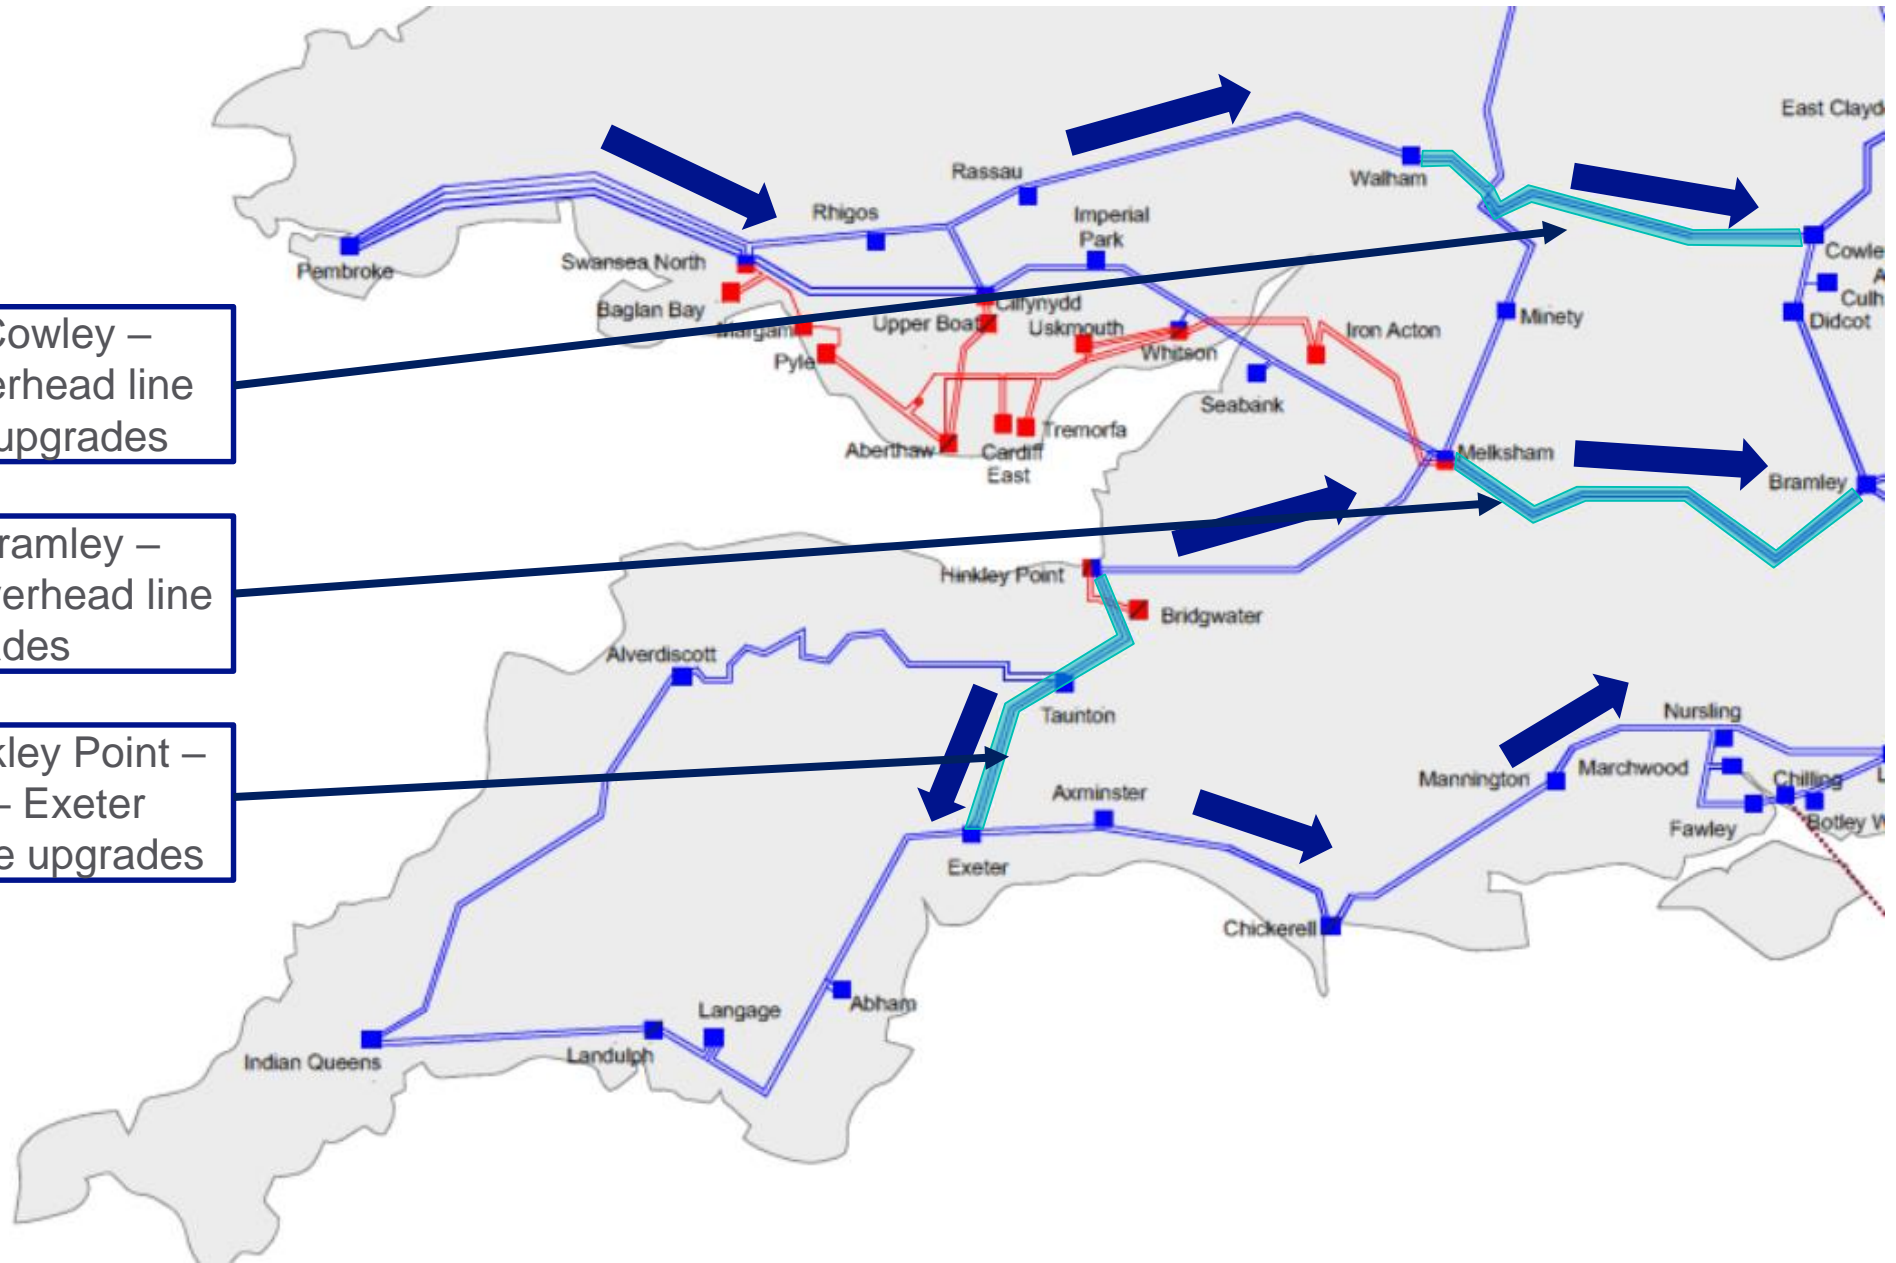 East Clayd
Rassau
Walham
Rhigos
Imperial
Park
Cowle
A
Culh
Pembroke
Swansea North
Baglan Bay
Cilfynydd
Upper Boat
Uskmouth
Iron Acton
Minety
Didcot
Margam
Pyle
Whitson
Seabank
Cowley –
erhead line
upgrades
Aberthaw
Cardiff
East
Tremorfa
Melksham
Bramley
ramley –
verhead line
ades
Hinkley Point
Bridgwater
Alverdiscott
Taunton
Nursling
kley Point –
– Exeter
e upgrades
Axminster
Mannington
Marchwood
Chilling
Fawley
Botley W
Exeter
Chickerell
Langage
Abham
Indian Queens
Landulph